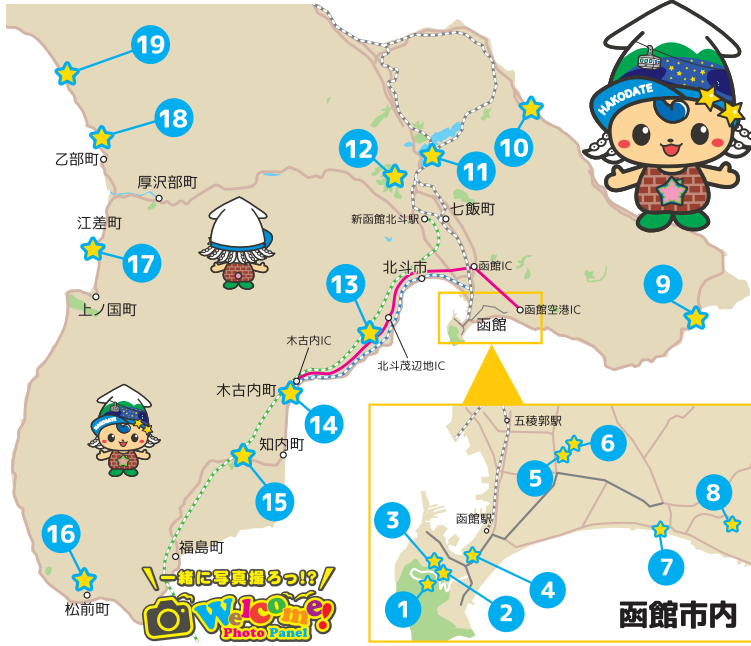 19
18
乙部町
厚沢部町
江差町
17
上ノ国町
12
11
10
HAKODATE
七飯町
新函館北斗駅
北斗市
函館IC
13
9
函館空港IC
函館
木古内IC
北斗茂辺地IC
木古内町
14
知内町
15
16
松前町
福島町
一緒に写真撮ろっ!?
Welcome!
Photo Panel
HAKODATE
五稜郭駅
6
5
8
函館駅
3
7
4
1
2
函館市内